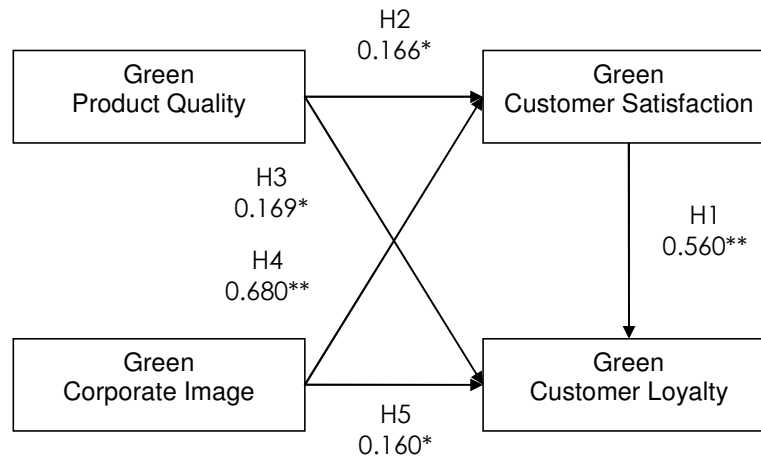 H2
0.166*
Green
Product Quality
Green
Customer Satisfaction
H3
0.169*
H1
0.560**
H4
0.680**
Green
Corporate Image
Green
Customer Loyalty
H5
0.160*